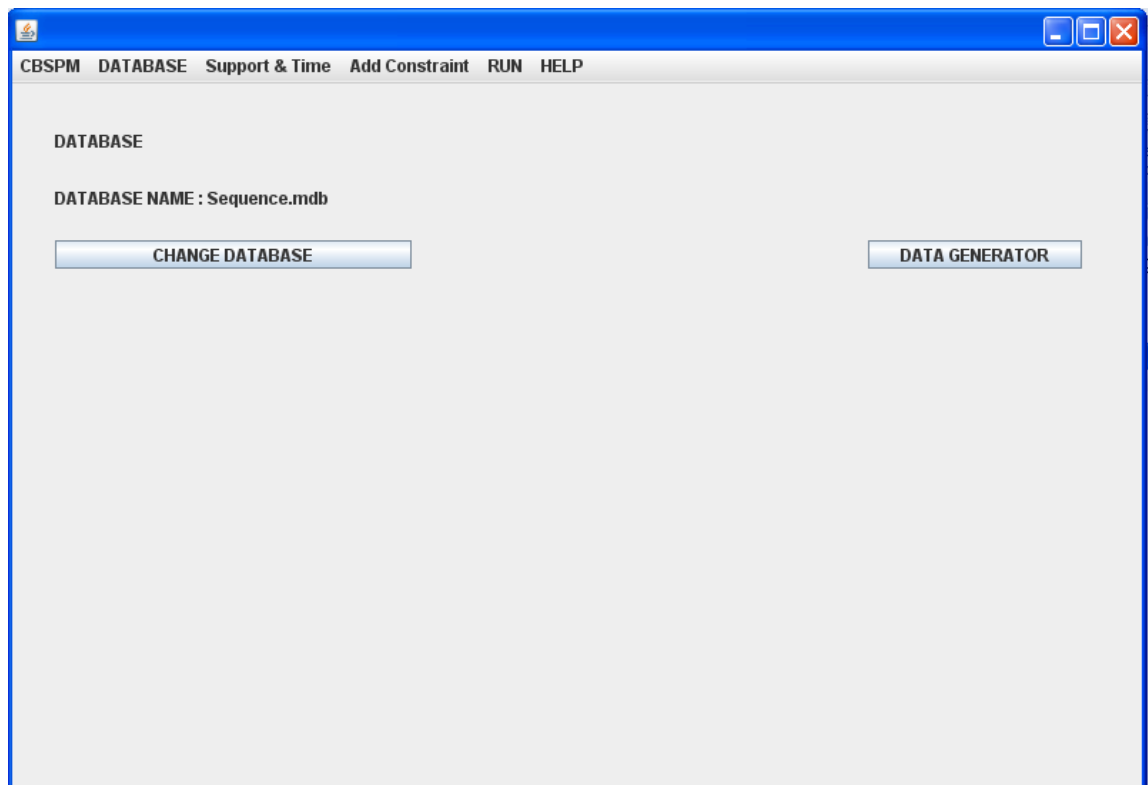 CBSPM DATABASE Support & Time Add Constraint RUN HELP
DATABASE
DATABASE NAME : Sequence.mdb
CHANGE DATABASE DATA GENERATOR